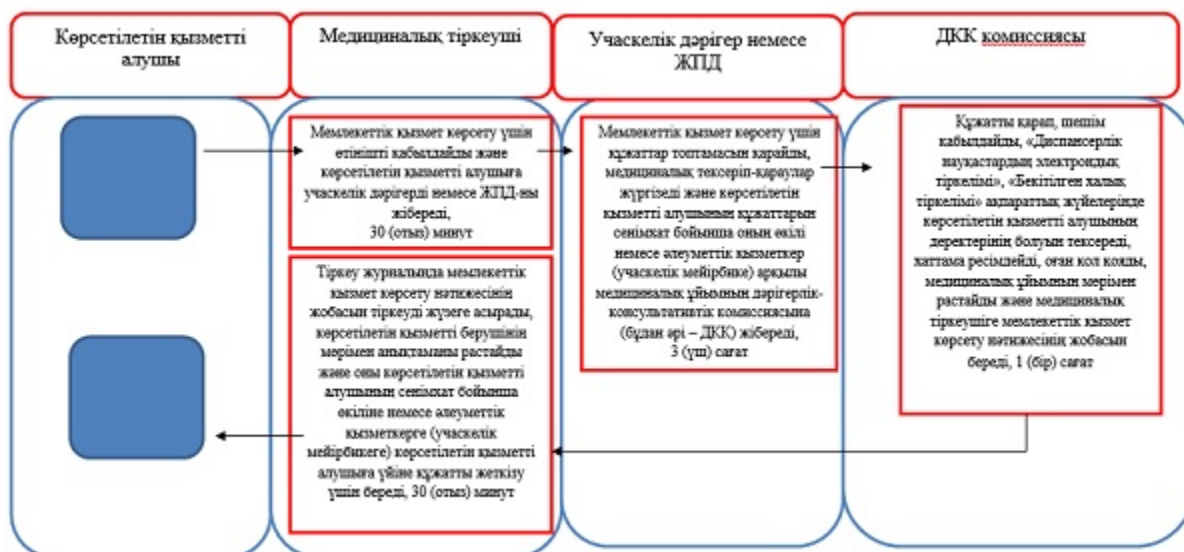 Көрсетілетін қызметті
алушы
Медициналық тіркеуші
Учаскелік дәрігер немесе
ЖПД
ДКК комиссиясы
Мемлекеттік қызмет көрсету үшін
өтінішті қабылдайды және
көрсетілетін қызметті алушыға
учаскелік дәрігерді немесе ЖПД-ны
жібереді,
30 (отыз) минут
Тіркеу журналында мемлекеттік
қызмет көрсету нәтижесінің
жобасын тіркеуді жүзеге асырады,
көрсетілетін қызметті берушінің
мөрімен анықтаманы растайды
және оны көрсетілетін қызметті
алушының сенімхат бойынша
өкіліне немесе әлеуметтік
қызметкерге (учаскелік
мейірбикеге) көрсетілетін қызметті
алушыға үйіне құжатты жеткізу
үшін береді, 30 (отыз) минут
Мемлекеттік қызмет көрсету үшін
құжаттар топтамасын қарайды,
медициналық тексеріп-қараулар
жүргізеді және көрсетілетін
қызметті алушының құжаттарын
сенімхат бойынша оның өкілі
немесе әлеуметтік қызметкер
(учаскелік мейірбике) арқылы
медициналық ұйымның дәрігерлік-
консультативтік комиссиясына
(бұдан әрі – ДКК) жібереді,
3 (үш) сағат
Құжатты қарап, шешім
қабылдайды, «Диспансерлік
науқастардың электрондық
тіркелімі», «Бекітілген халық
тіркелімі» ақпараттық жүйелерінде
көрсетілетін қызметті алушының
деректерінің болуын тексереді,
хаттама ресімдейді, оған қол қояды,
медициналық ұйымның мөрімен
растайды және медициналық
тіркеушіге мемлекеттік қызмет
көрсету нәтижесінің жобасын
береді, 1 (бір) сағат